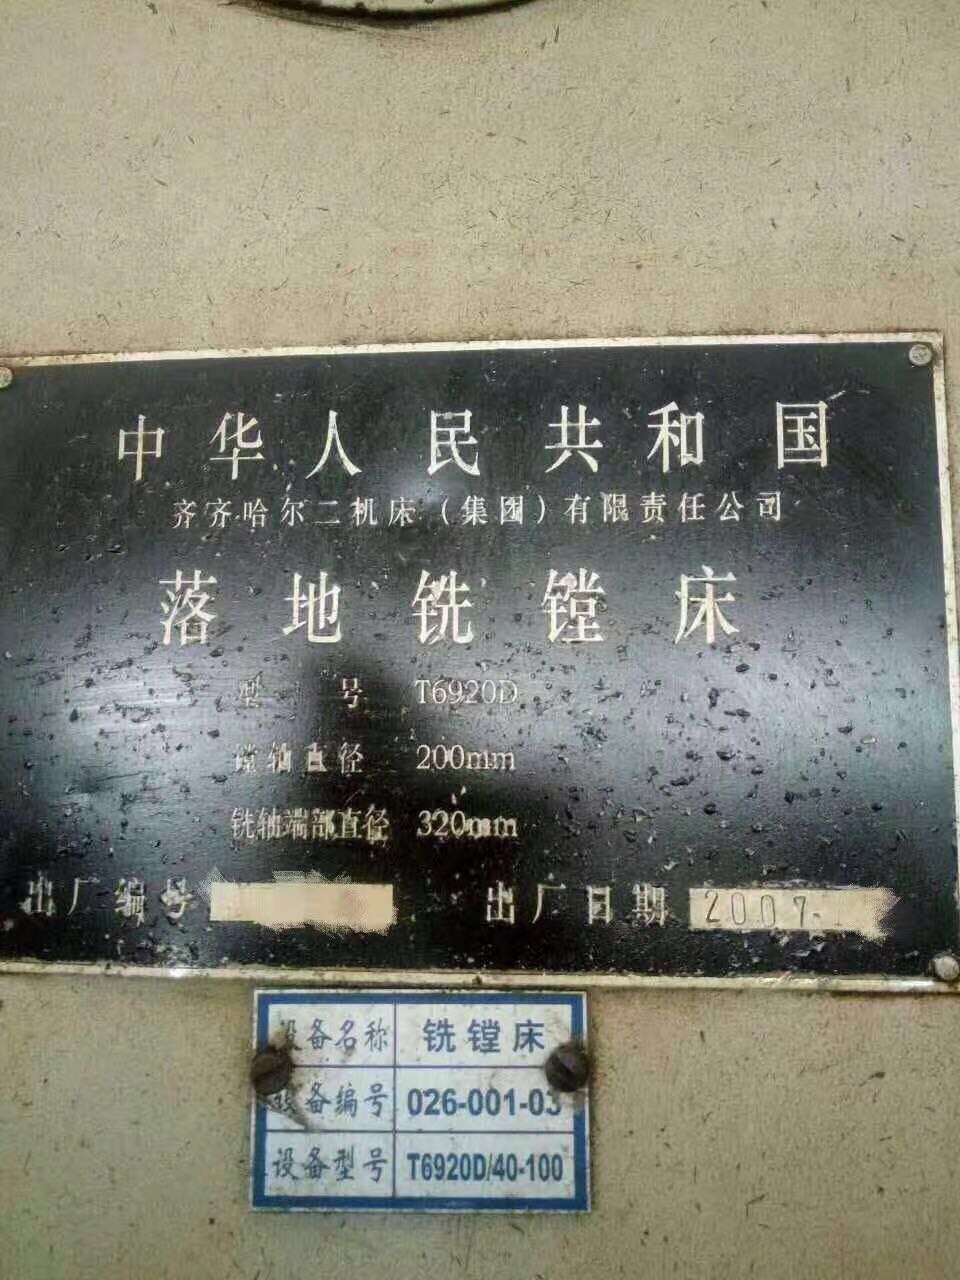 中华人民共和国
齐齐哈尔二机床（集团）有限责任公司
落地铣镗床
型号 T6920D
镗轴直径 200mm
铣轴端部直径 320mm
出厂编号 出厂日期 2007.
设备名称 铣镗床
设备编号 026-001-03
设备型号 T6920D/40-100